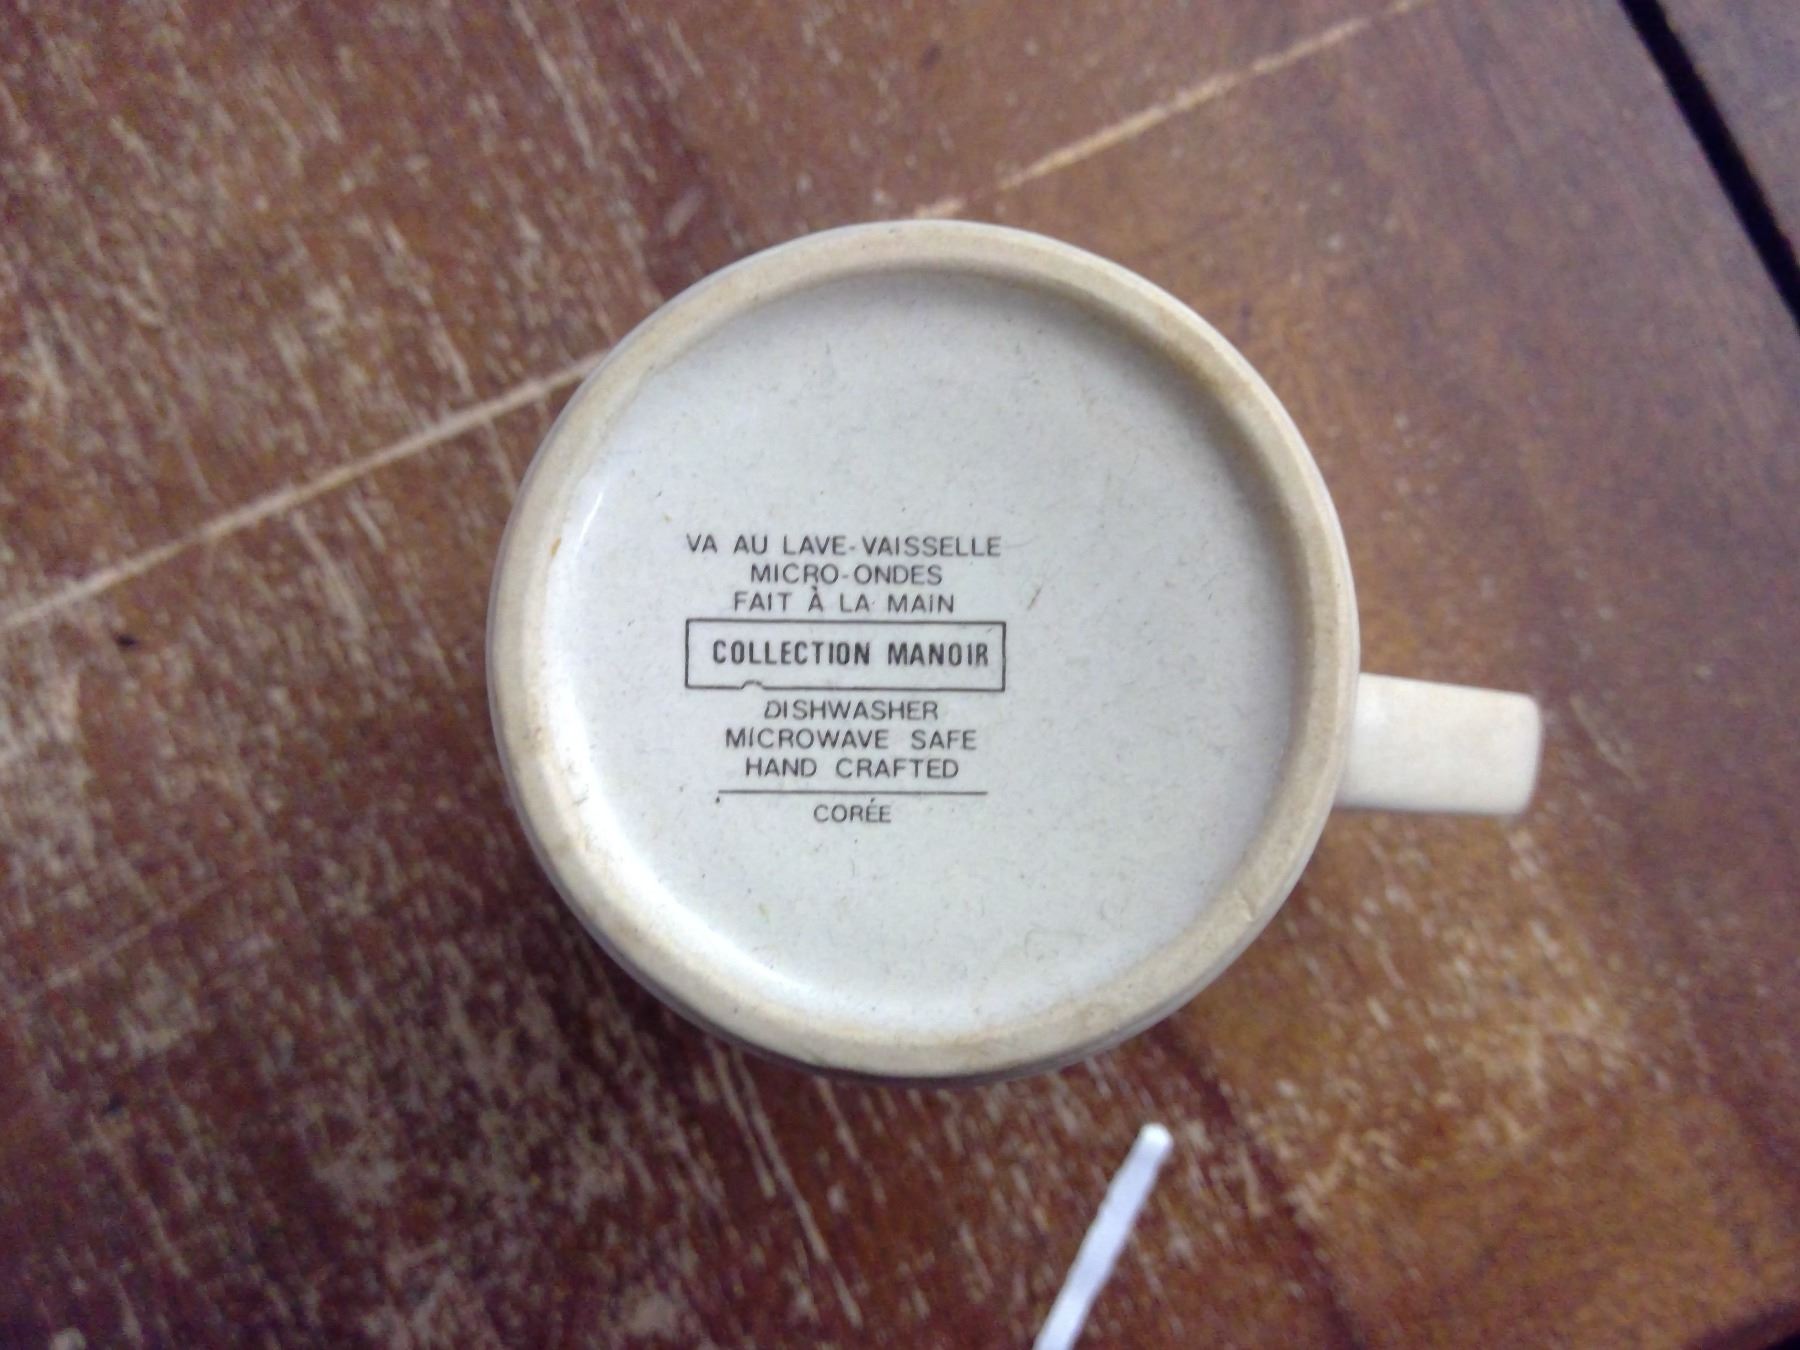 VA AU LAVE-VAISSELLE
MICRO-ONDES
FAIT À LA MAIN
COLLECTION MANOIR
DISHWASHER
MICROWAVE SAFE
HAND CRAFTED
CORÉE